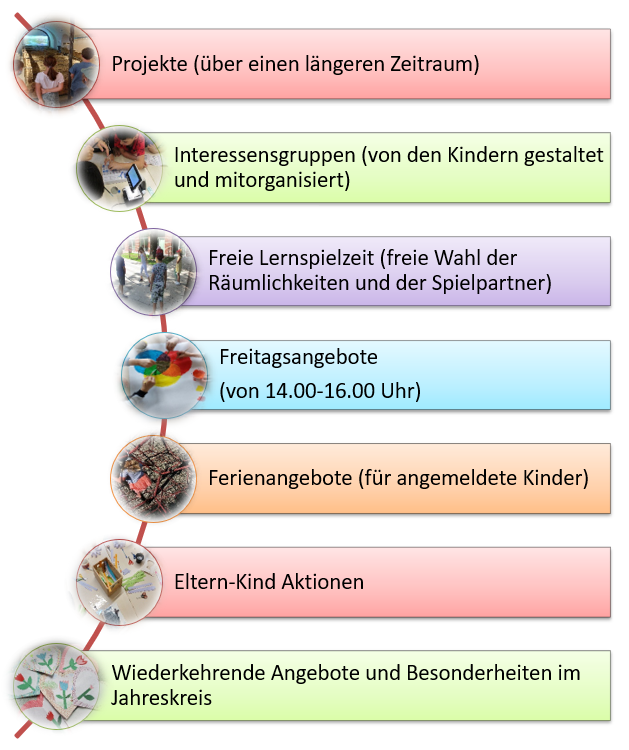 Projekte (über einen längeren Zeitraum)
Interessensgruppen (von den Kindern gestaltet
und mitorganisiert)
Freie Lernspielzeit (freie Wahl der
Räumlichkeiten und der Spielpartner)
Freitagsangebote
(von 14.00-16.00 Uhr)
Ferienangebote (für angemeldete Kinder)
Eltern-Kind Aktionen
Wiederkehrende Angebote und Besonderheiten im
Jahreskreis